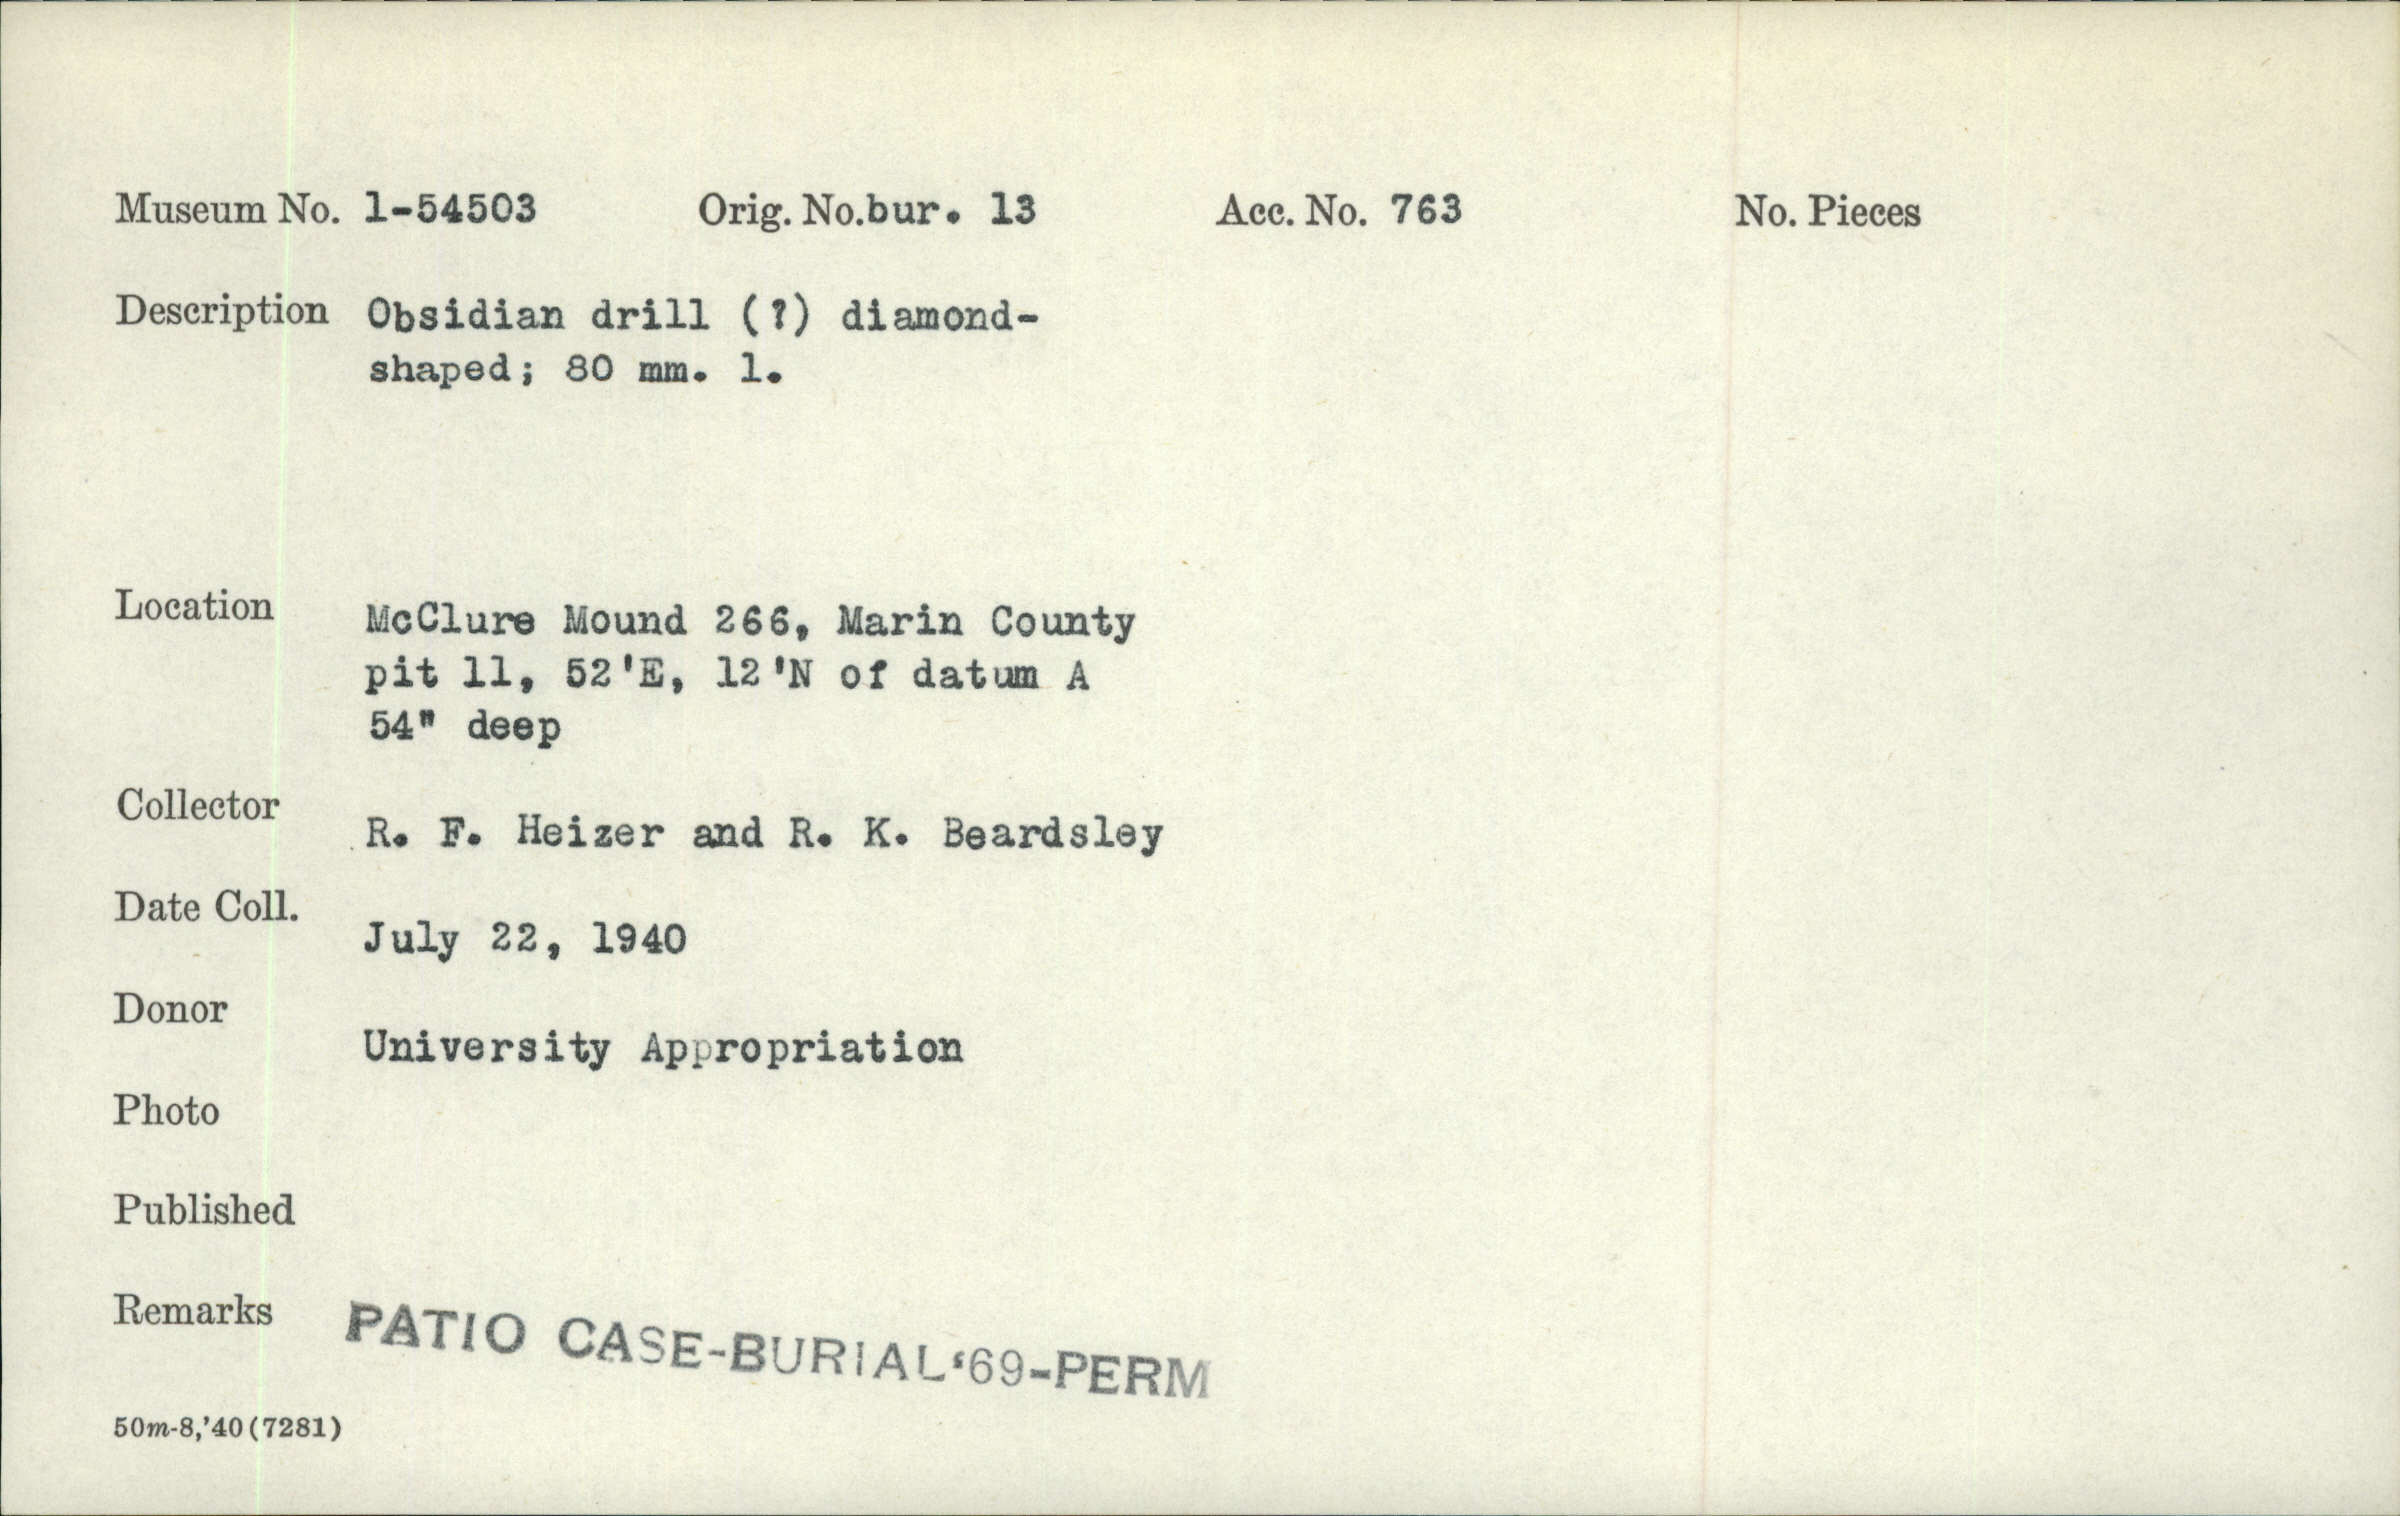 Museum No. 1-54503 Orig. No.bur. 13 Acc. No. 763 No. Pieces
Description Obsidian drill (?) diamond-
shaped; 80 mm. l.
Location McClure Mound 266, Marin County
pit 11, 52'E, 12'N of datum A
54" deep
Collector R. F. Heizer and R. K. Beardsley
Date Coll. July 22, 1940
Donor University Appropriation
Photo
Published
Remarks PATIO CASE-BURIAL'69-PERM
50m-8,'40(7281)